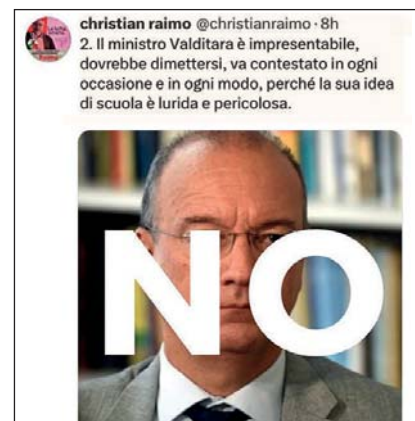 christian raimo @christianraimo · 8h
2. Il ministro Valditara è impresentabile,
dovrebbe dimettersi, va contestato in ogni
occasione e in ogni modo, perché la sua idea
di scuola è lurida e pericolosa.
NO